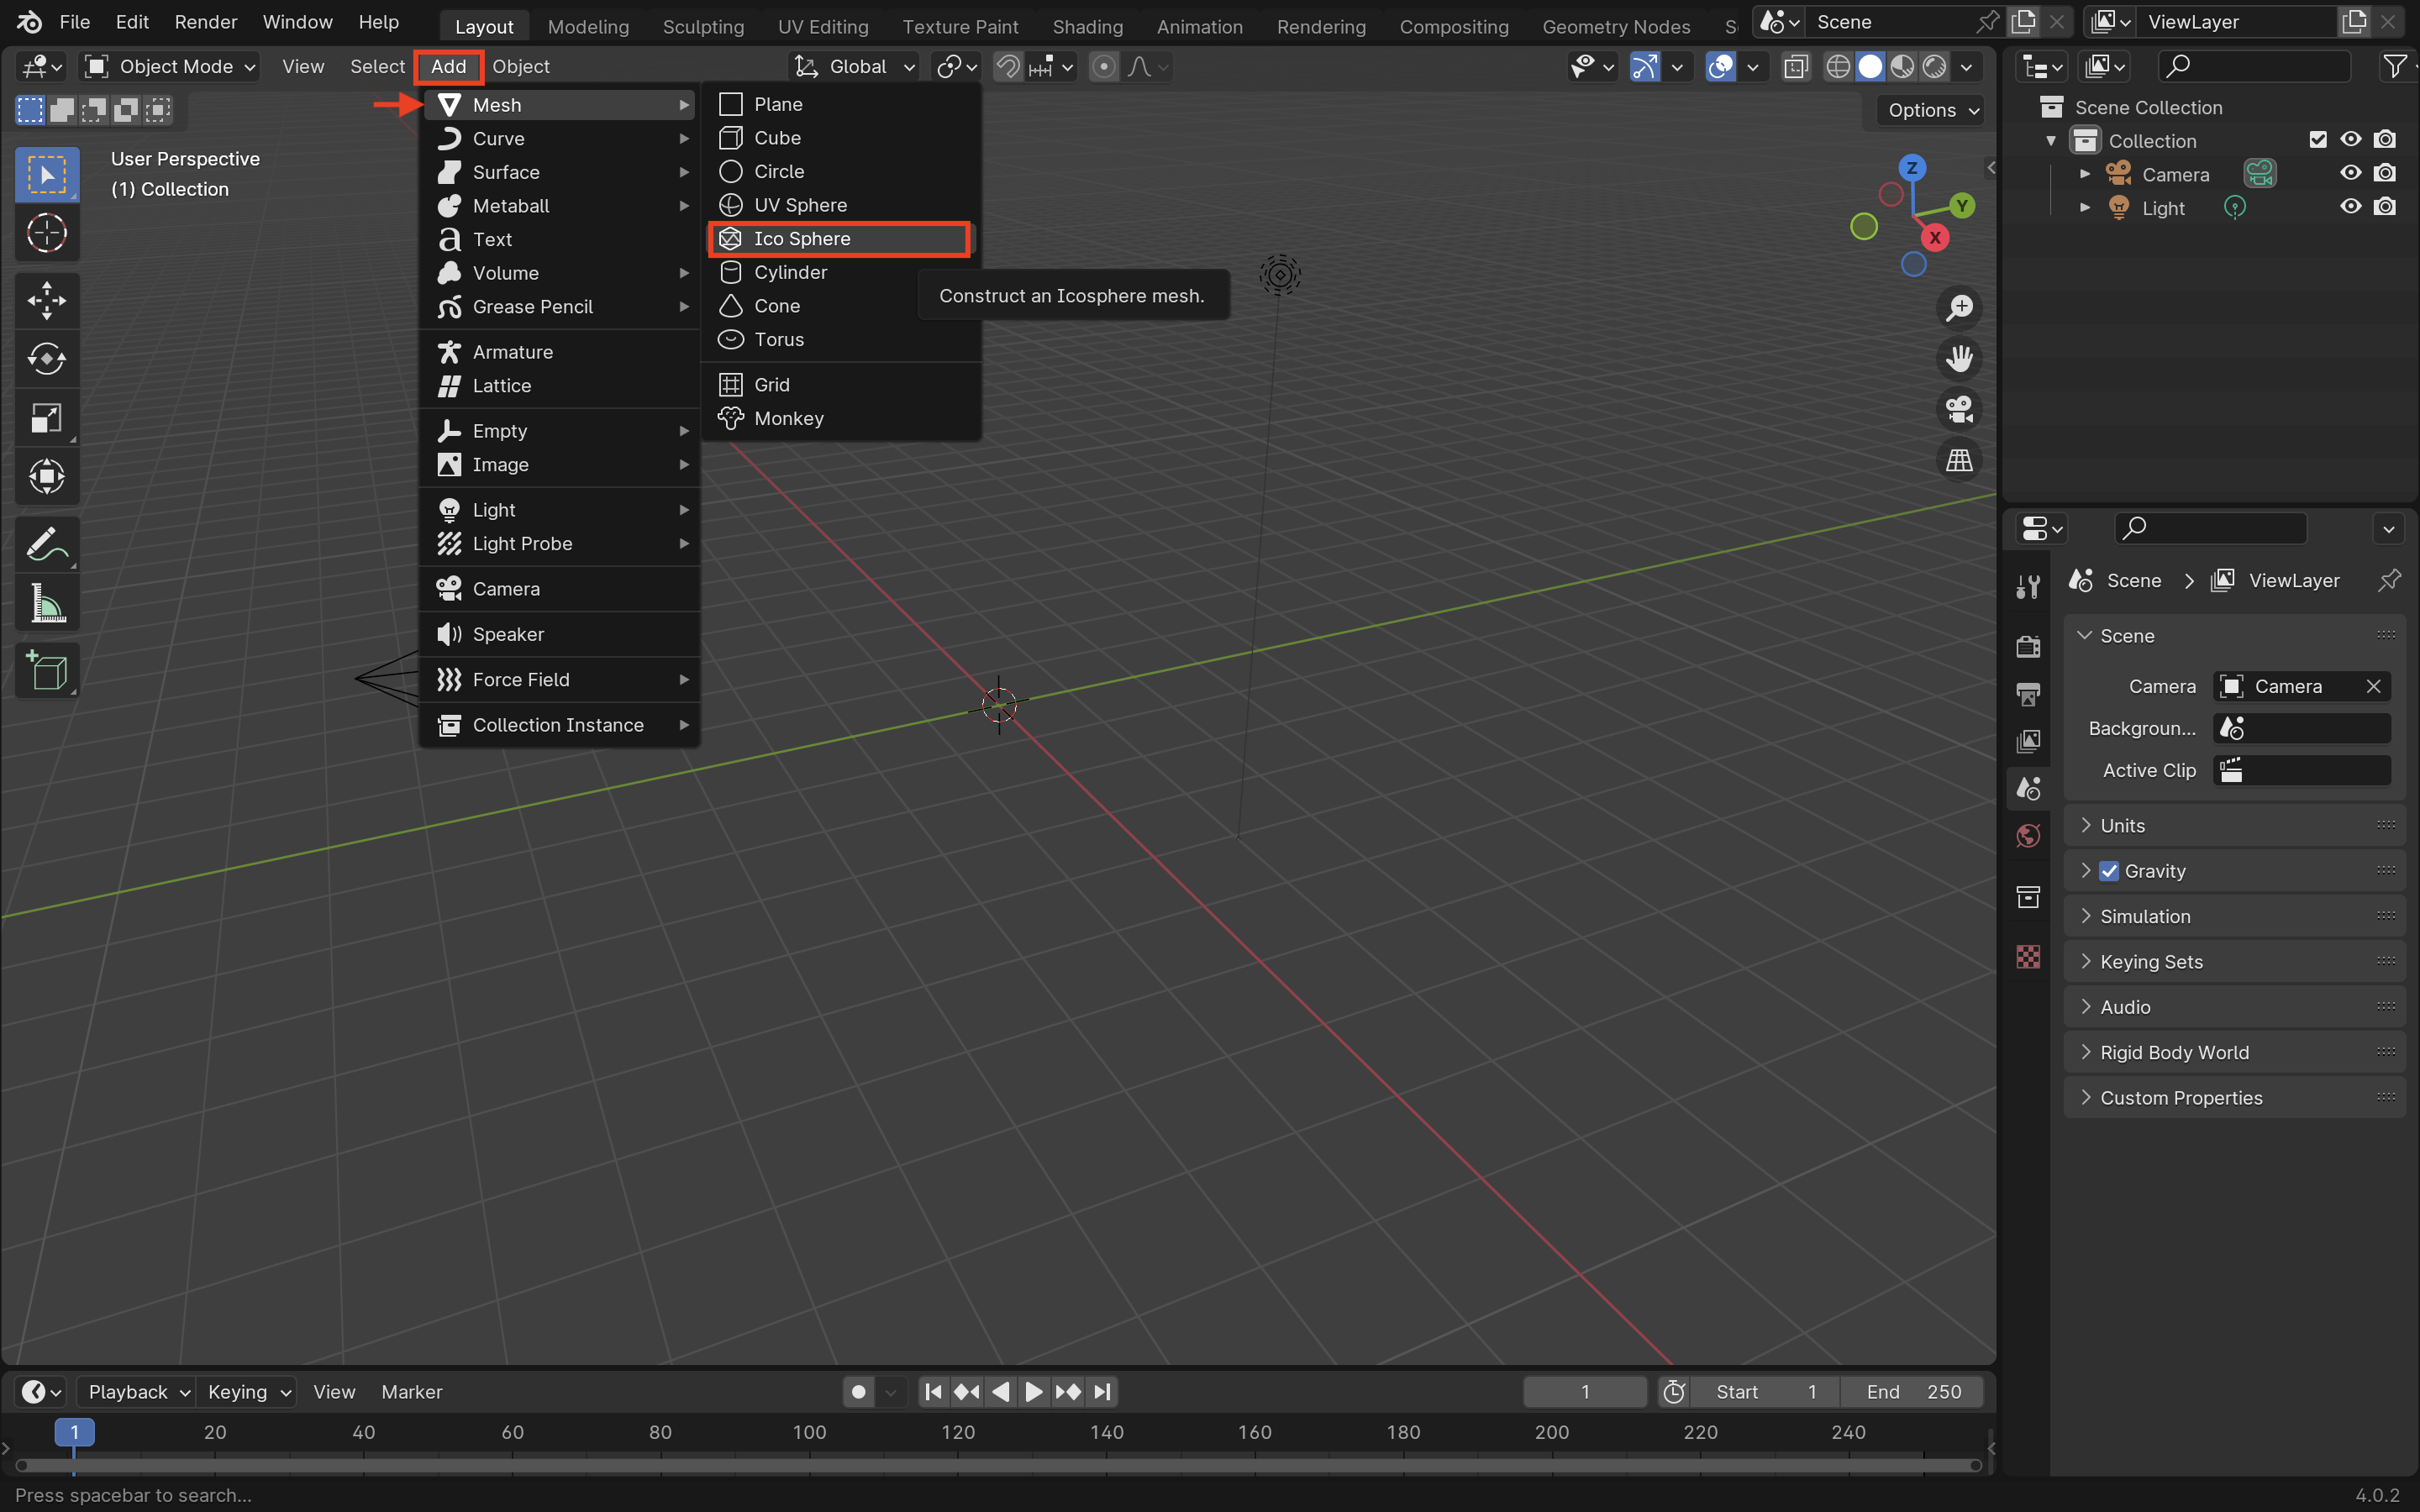 File Edit Render Window Help Layout Modeling Sculpting UV Editing Texture Paint Shading Animation Rendering Compositing Geometry Nodes S Scene ViewLayer
Object Mode View Select Add Object Global
Options
User Perspective
(1) Collection
Mesh
Curve
Surface
Metaball
Text
Volume
Grease Pencil
Armature
Lattice
Empty
Image
Light
Light Probe
Camera
Speaker
Force Field
Collection Instance
Plane
Cube
Circle
UV Sphere
Ico Sphere
Cylinder
Cone
Torus
Grid
Monkey
Construct an Icosphere mesh.
Z
Y
X
Scene Collection
Collection
Camera
Light
Scene ViewLayer
Scene
Camera Camera
Backgroun...
Active Clip
Units
Gravity
Simulation
Keying Sets
Audio
Rigid Body World
Custom Properties
Playback Keying View Marker 1 Start 1 End 250
1 20 40 60 80 100 120 140 160 180 200 220 240
Press spacebar to search... 4.0.2